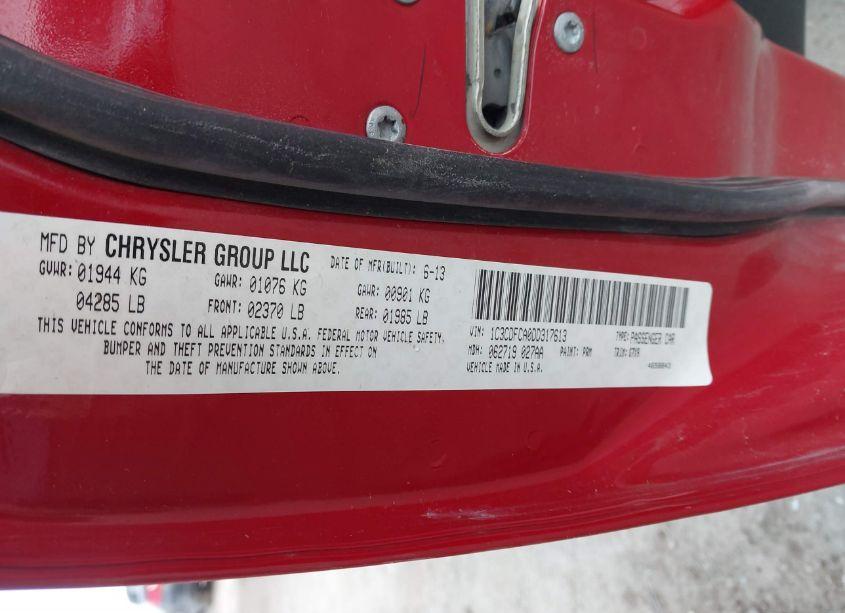 MFD BY CHRYSLER GROUP LLC
DATE OF MFR(BUILT): 6-13
GVWR: 01944 KG
04285 LB
GAWR: 01076 KG
FRONT: 02370 LB
GAWR: 00901 KG
REAR: 01985 LB
THIS VEHICLE CONFORMS TO ALL APPLICABLE U.S.A. FEDERAL MOTOR VEHICLE SAFETY,
BUMPER AND THEFT PREVENTION STANDARDS IN EFFECT ON
THE DATE OF MANUFACTURE SHOWN ABOVE.
VIN: 1C3CDFCA0DD317613
TYPE: PASSENGER CAR
MDH: 062719 027AA
PAINT: PRM
TRIM:
VEHICLE MADE IN U.S.A.